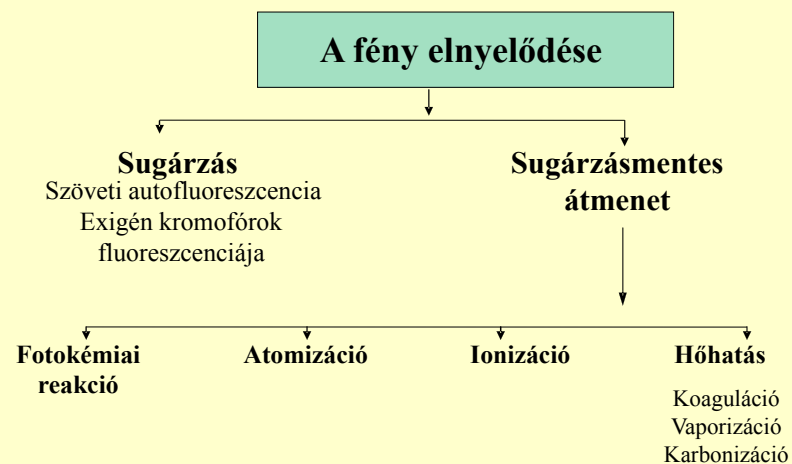 A fény elnyelődése
Sugárzás
Szöveti autofluoreszcencia
Exigén kromofórok
fluoreszcenciája
Sugárzásmentes
átmenet
Fotokémiai
reakció
Atomizáció
Ionizáció
Hőhatás
Koaguláció
Vaporizáció
Karbonizáció